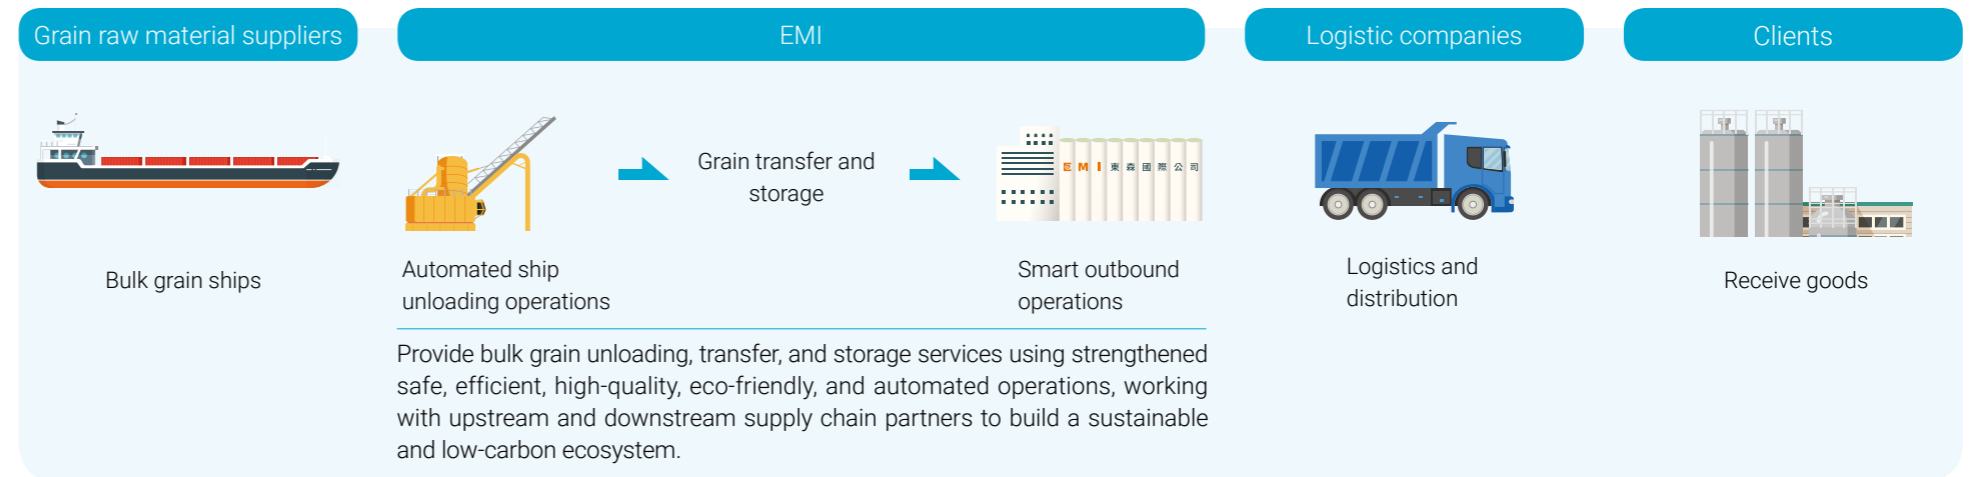 Grain raw material suppliers
EMI
Logistic companies
Clients
Grain transfer and
storage
EMI 東森國際公司
Bulk grain ships
Automated ship
unloading operations
Smart outbound
operations
Logistics and
distribution
Receive goods
Provide bulk grain unloading, transfer, and storage services using strengthened
safe, efficient, high-quality, eco-friendly, and automated operations, working
with upstream and downstream supply chain partners to build a sustainable
and low-carbon ecosystem.